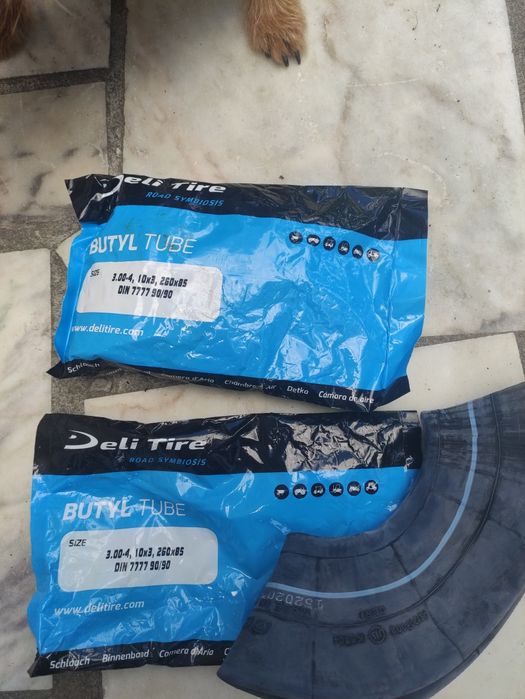 Deli Tire
ROAD SYMBIOSIS
BUTYL TUBE
SIZE
3.00-4, 10x3, 260x85
DIN 7777 90/90
www.delitire.com
Schlauch Camera d'Aria Chambre d'Air Detka Cámara de aire
Deli Tire
ROAD SYMBIOSIS
BUTYL TUBE
SIZE
3.00-4, 10x3, 260x85
DIN 7777 90/90
www.delitire.com
Schlauch Binnenband Camera d'Aria